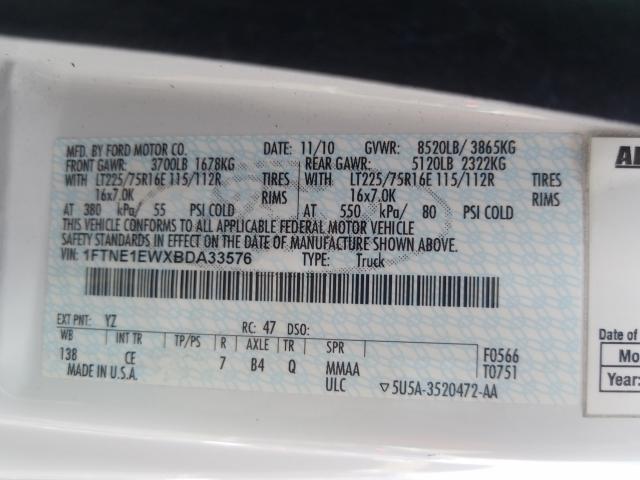 MFD. BY FORD MOTOR CO. DATE: 11/10 GVWR: 8520LB/ 3865KG
FRONT GAWR: 3700LB 1678KG REAR GAWR: 5120LB 2322KG
WITH LT225/75R16E 115/112R TIRES WITH LT225/75R16E 115/112R TIRES
16x7.0K RIMS 16x7.0K RIMS
AT 380 kPa/ 55 PSI COLD AT 550 kPa/ 80 PSI COLD
THIS VEHICLE CONFORMS TO ALL APPLICABLE FEDERAL MOTOR VEHICLE
SAFETY STANDARDS IN EFFECT ON THE DATE OF MANUFACTURE SHOWN ABOVE.
VIN: 1FTNE1EWXBDA33576 TYPE: Truck
EXT PNT: YZ RC: 47 DSO:
WB INT TR TP/PS R AXLE TR SPR F0566
138 CE 7 B4 Q MMAA T0751
MADE IN U.S.A. ULC ▽5U5A-3520472-AA
Date of
Mo
Year: